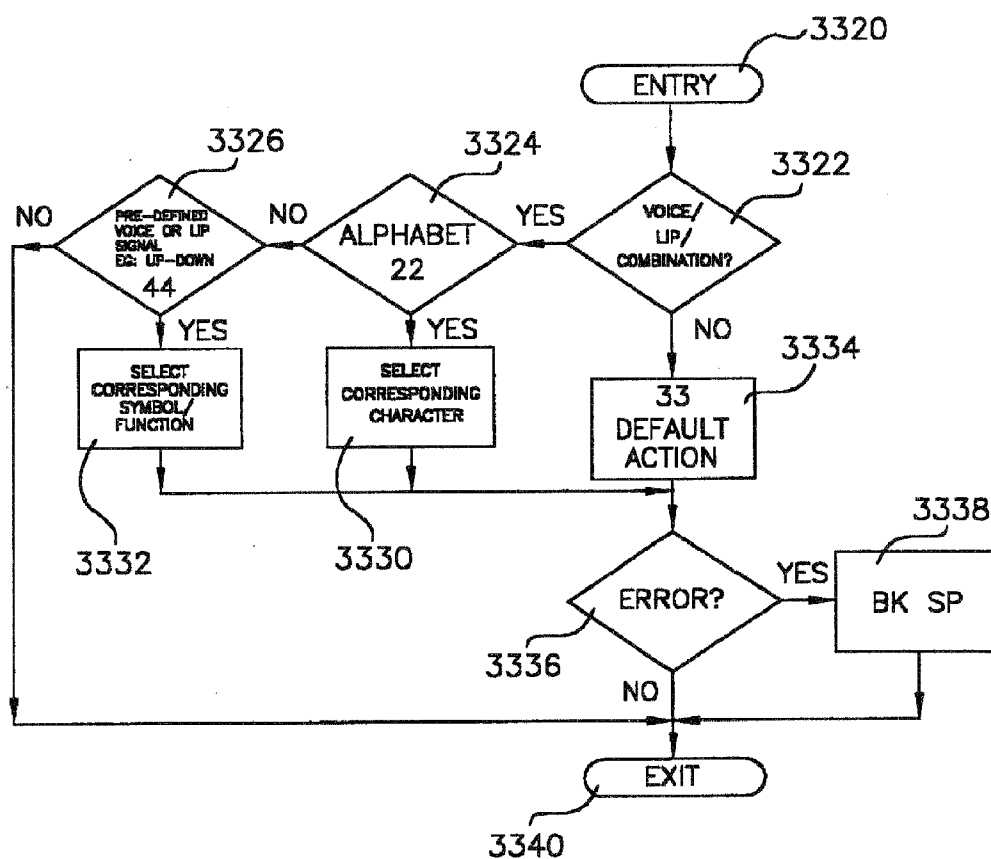 3320
ENTRY
3326
3324
3322
NO
PRE-DEFINED
VOICE OR LIP
SIGNAL
EG: UP-DOWN
44
NO
ALPHABET
22
YES
VOICE/
LIP/
COMBINATION?
YES
YES
NO
3334
SELECT
CORRESPONDING
SYMBOL/
FUNCTION
SELECT
CORRESPONDING
CHARACTER
33
DEFAULT
ACTION
3332
3330
3338
ERROR?
YES
BK SP
3336
NO
EXIT
3340